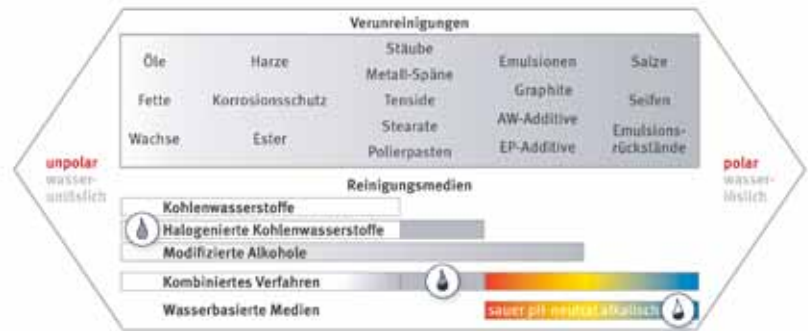 Verunreinigungen
Öle Harze Stäube Emulsionen Salze
Metall-Späne
Fette Korrosionsschutz Tenside Graphite Seifen
Wachse Ester Stearate AW-Additive Emulsions-
Polierpasten EP-Additive rückstände
unpolar
wasser-
unlöslich
polar
wasser-
löslich
Reinigungsmedien
Kohlenwasserstoffe
Halogenierte Kohlenwasserstoffe
Modifizierte Alkohole
Kombiniertes Verfahren
Wasserbasierte Medien sauer pH-neutral alkalisch